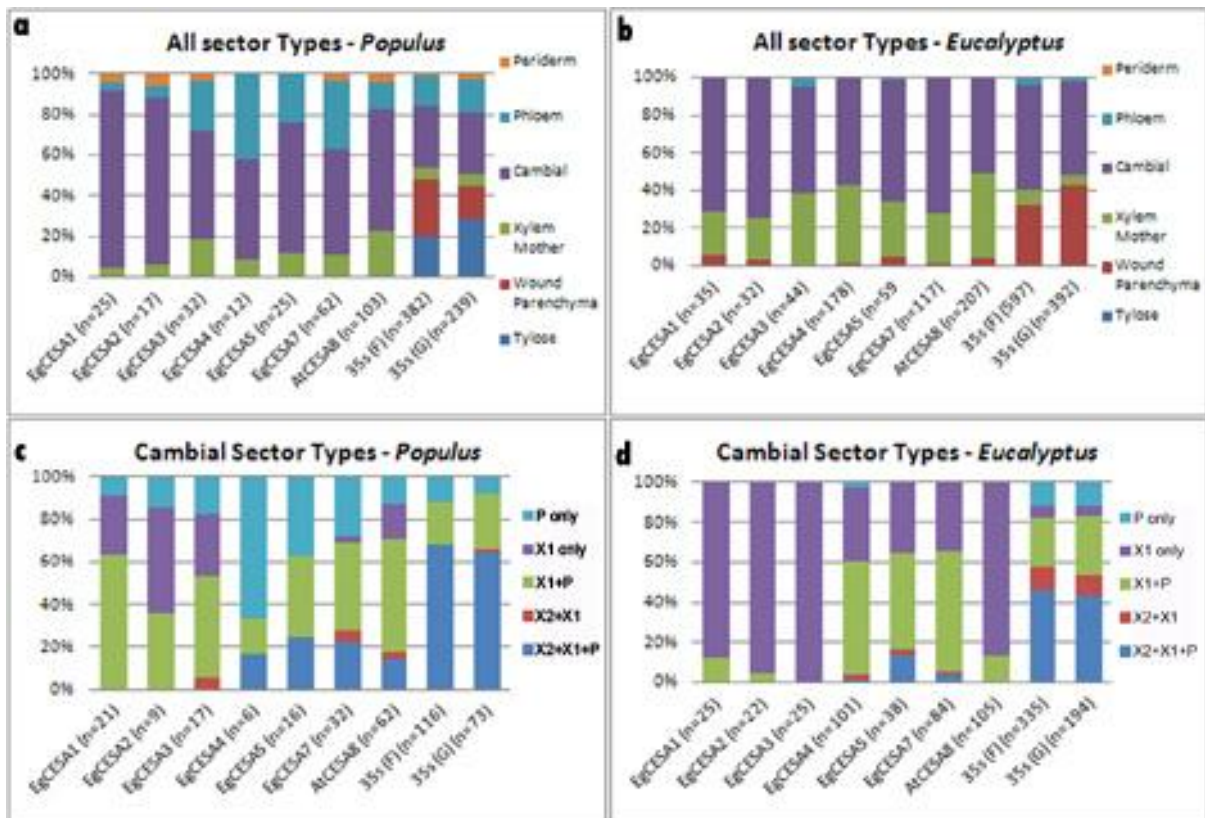 a
All sector Types - Populus
100%
80%
60%
40%
20%
0%
EgCESA1 (n=25)
EgCESA2 (n=17)
EgCESA3 (n=32)
EgCESA4 (n=12)
EgCESA5 (n=25)
EgCESA7 (n=62)
AtCESA8 (n=103)
35s (F) (n=382)
35s (G) (n=239)
Periderm
Phloem
Cambial
Xylem
Mother
Wound
Parenchyma
Tylose
b
All sector Types - Eucalyptus
100%
80%
60%
40%
20%
0%
EgCESA1 (n=35)
EgCESA2 (n=32)
EgCESA3 (n=44)
EgCESA4 (n=178)
EgCESA5 (n=59
EgCESA7 (n=117)
AtCESA8 (n=207)
35s (F) (597)
35s (G) (n=392)
Periderm
Phloem
Cambial
Xylem
Mother
Wound
Parenchyma
Tylose
c
Cambial Sector Types - Populus
100%
80%
60%
40%
20%
0%
EgCESA1 (n=21)
EgCESA2 (n=9)
EgCESA3 (n=17)
EgCESA4 (n=6)
EgCESA5 (n=16)
EgCESA7 (n=32)
AtCESA8 (n=62)
35s (F) (n=116)
35s (G) (n=73)
P only
X1 only
X1+P
X2+X1
X2+X1+P
d
Cambial Sector Types - Eucalyptus
100%
80%
60%
40%
20%
0%
EgCESA1 (n=25)
EgCESA2 (n=22)
EgCESA3 (n=25)
EgCESA4 (n=101)
EgCESA5 (n=38)
EgCESA7 (n=84)
AtCESA8 (n=105)
35s (F) (n=335)
35s (G) (n=194)
P only
X1 only
X1+P
X2+X1
X2+X1+P